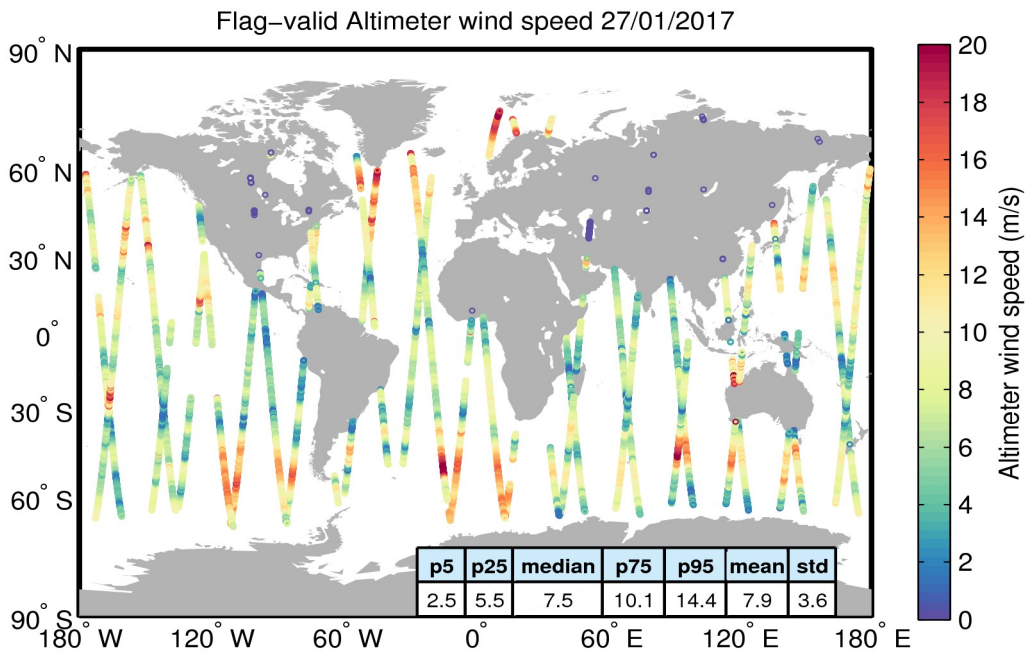 Flag−valid Altimeter wind speed 27/01/2017
90° N
60° N
30° N
0°
30° S
60° S
90° S
180° W
120° W
60° W
0°
60° E
120° E
180° E
p5 p25 median p75 p95 mean std
2.5 5.5 7.5 10.1 14.4 7.9 3.6
20
18
16
14
12
10
8
6
4
2
0
Altimeter wind speed (m/s)